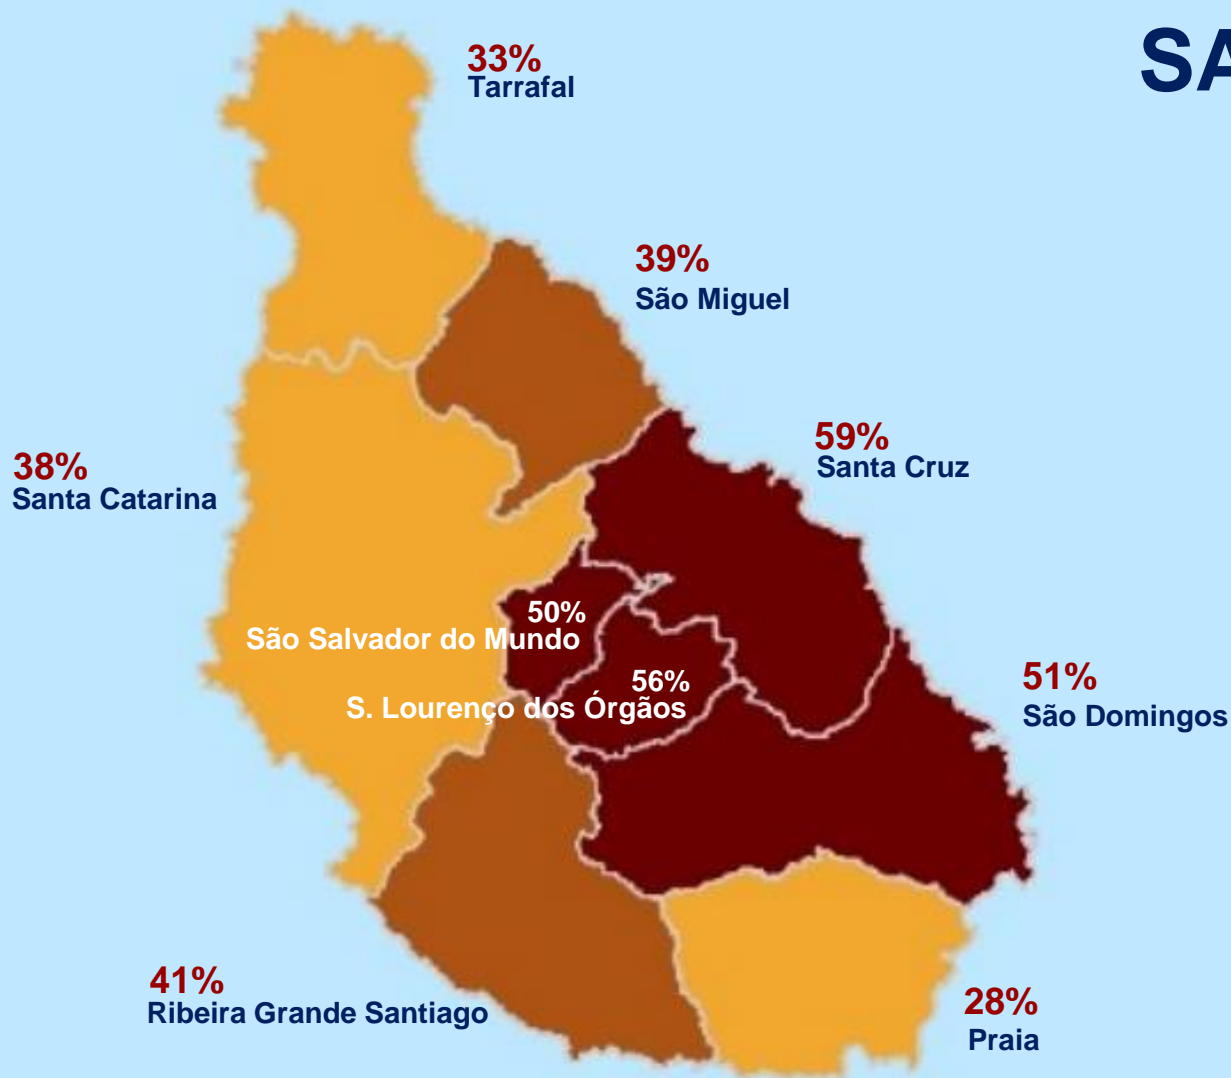 SA
33%
Tarrafal
39%
São Miguel
59%
Santa Cruz
38%
Santa Catarina
50%
São Salvador do Mundo
56%
S. Lourenço dos Órgãos
51%
São Domingos
41%
Ribeira Grande Santiago
28%
Praia